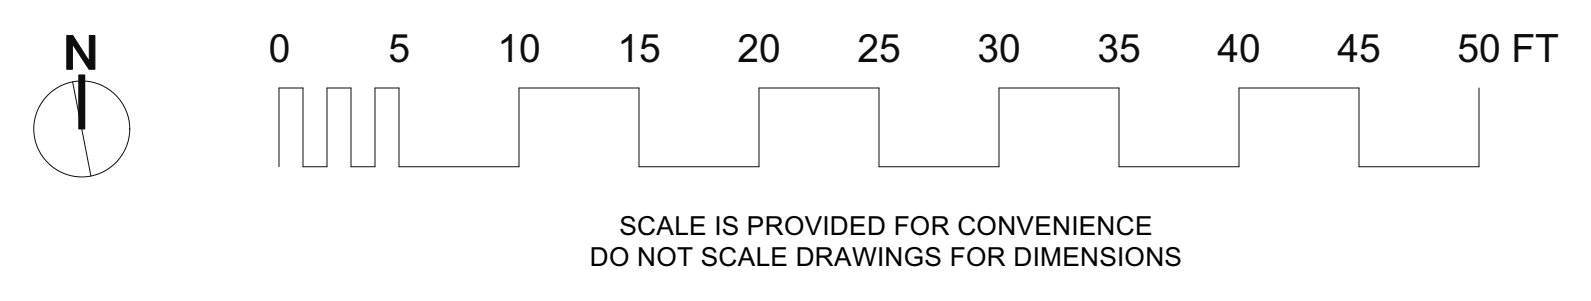 N
0 5 10 15 20 25 30 35 40 45 50 FT
SCALE IS PROVIDED FOR CONVENIENCE
DO NOT SCALE DRAWINGS FOR DIMENSIONS